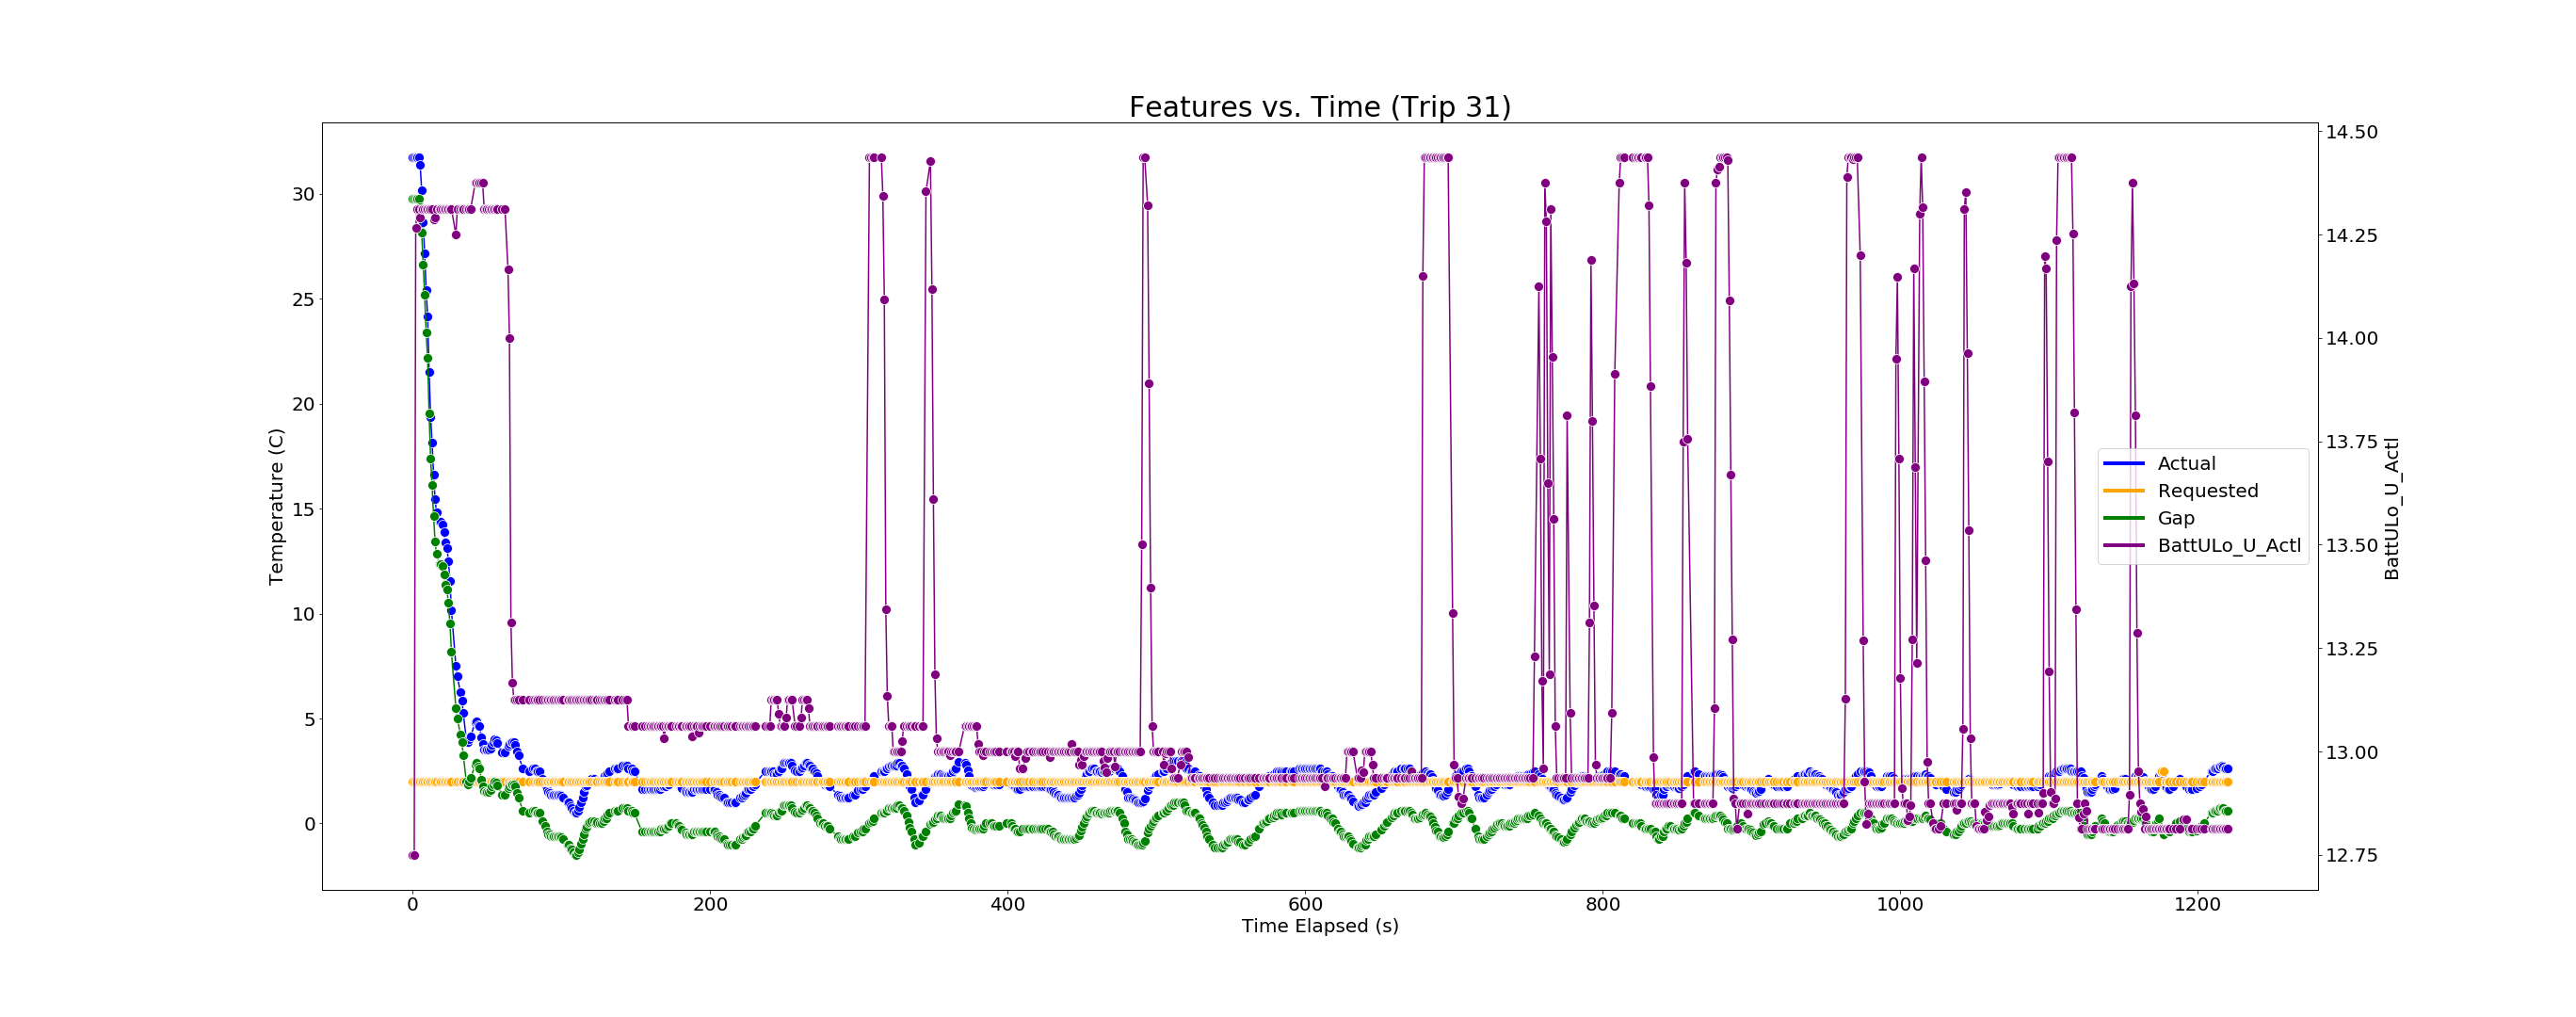 Features vs. Time (Trip 31)
Temperature (C)
30
25
20
15
10
5
0
0 200 400 600 800 1000 1200
Time Elapsed (s)
14.50
14.25
14.00
13.75
13.50
13.25
13.00
12.75
BattULo_U_Actl
Actual
Requested
Gap
BattULo_U_Actl